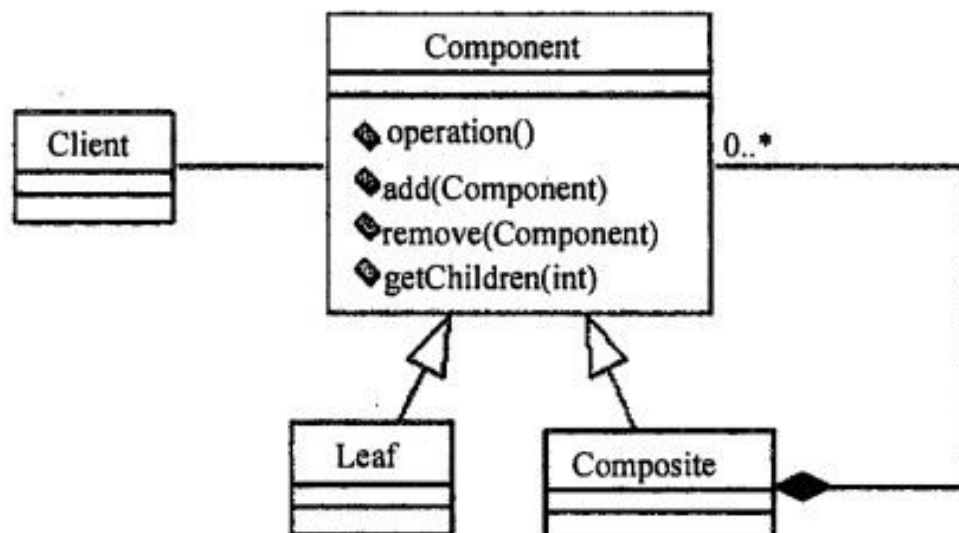 Component
Client
operation()
0..*
add(Component)
remove(Component)
getChildren(int)
Leaf
Composite